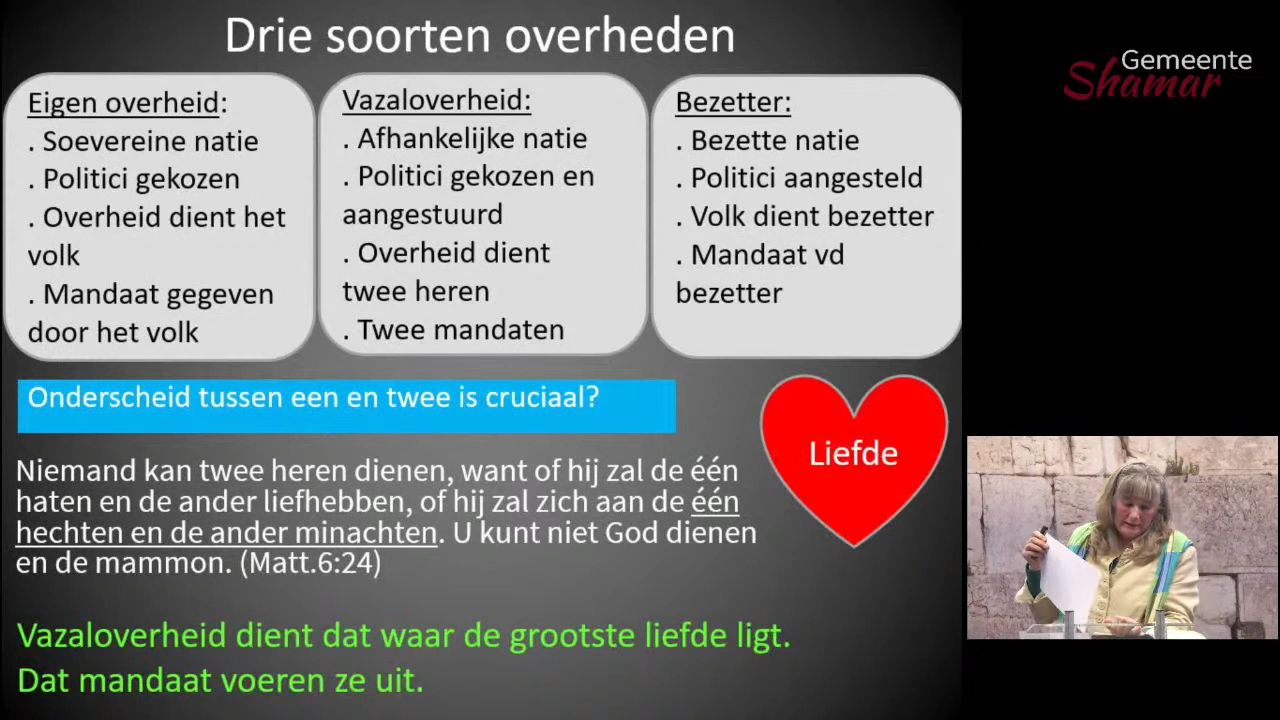 Drie soorten overheden
Eigen overheid:
. Soevereine natie
. Politici gekozen
. Overheid dient het
volk
. Mandaat gegeven
door het volk
Vazaloverheid:
. Afhankelijke natie
. Politici gekozen en
aangestuurd
. Overheid dient
twee heren
. Twee mandaten
Bezetter:
. Bezette natie
. Politici aangesteld
. Volk dient bezetter
. Mandaat vd
bezetter
Onderscheid tussen een en twee is cruciaal?
Liefde
Niemand kan twee heren dienen, want of hij zal de één
haten en de ander liefhebben, of hij zal zich aan de één
hechten en de ander minachten. U kunt niet God dienen
en de mammon. (Matt.6:24)
Vazaloverheid dient dat waar de grootste liefde ligt.
Dat mandaat voeren ze uit.
Gemeente
Shamar